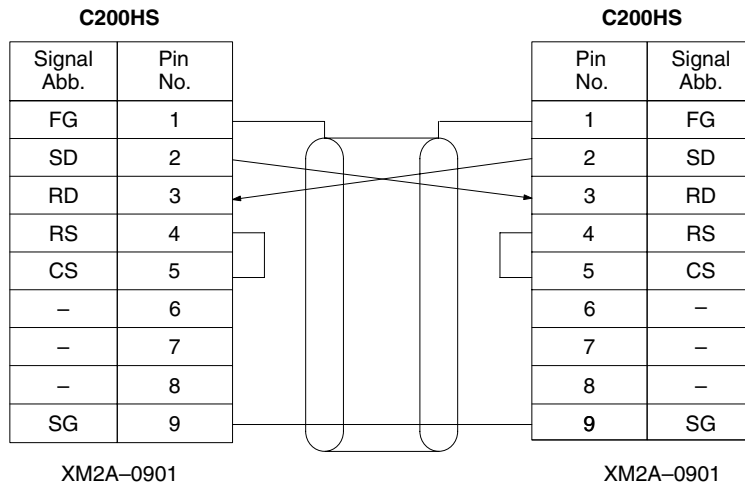 C200HS C200HS
Signal Abb. Pin No. Pin No. Signal Abb.
FG 1 1 FG
SD 2 2 SD
RD 3 3 RD
RS 4 4 RS
CS 5 5 CS
– 6 6 –
– 7 7 –
– 8 8 –
SG 9 9 SG
XM2A–0901 XM2A–0901